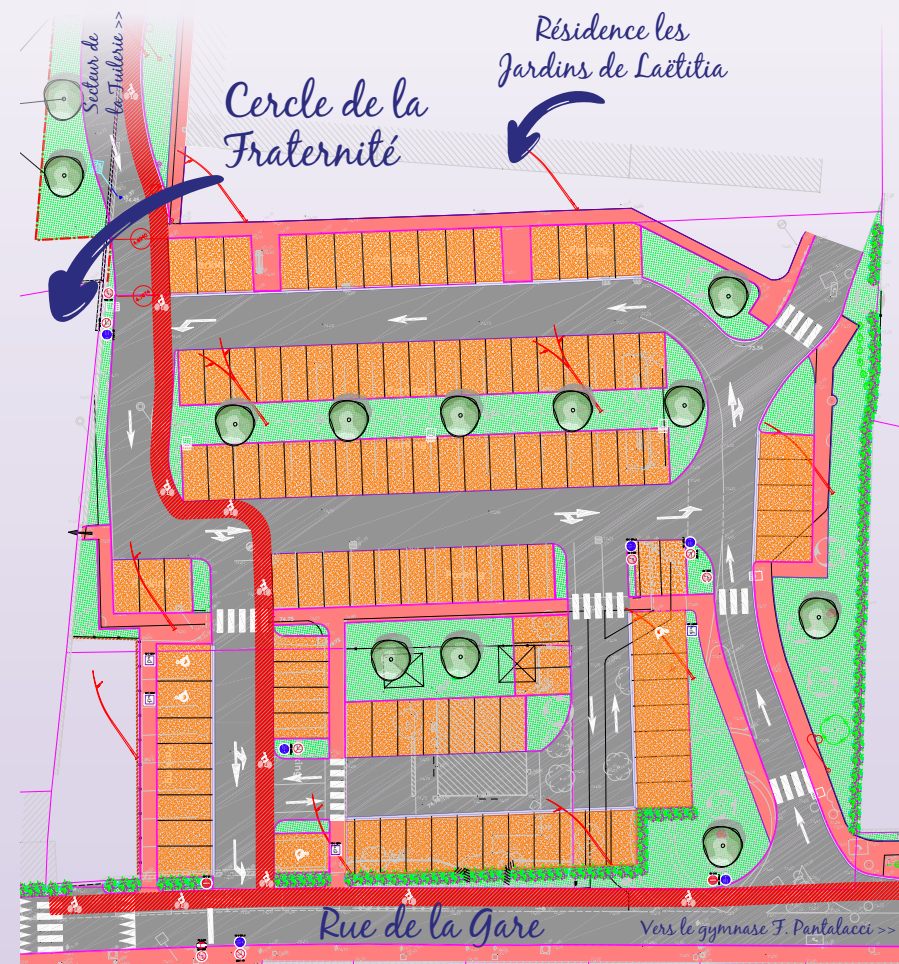 Secteur de
la Tuilerie >>
Résidence les
Jardins de Laëtitia
Cercle de la
Fraternité
Rue de la Gare
Vers le gymnase F. Pantalacci >>